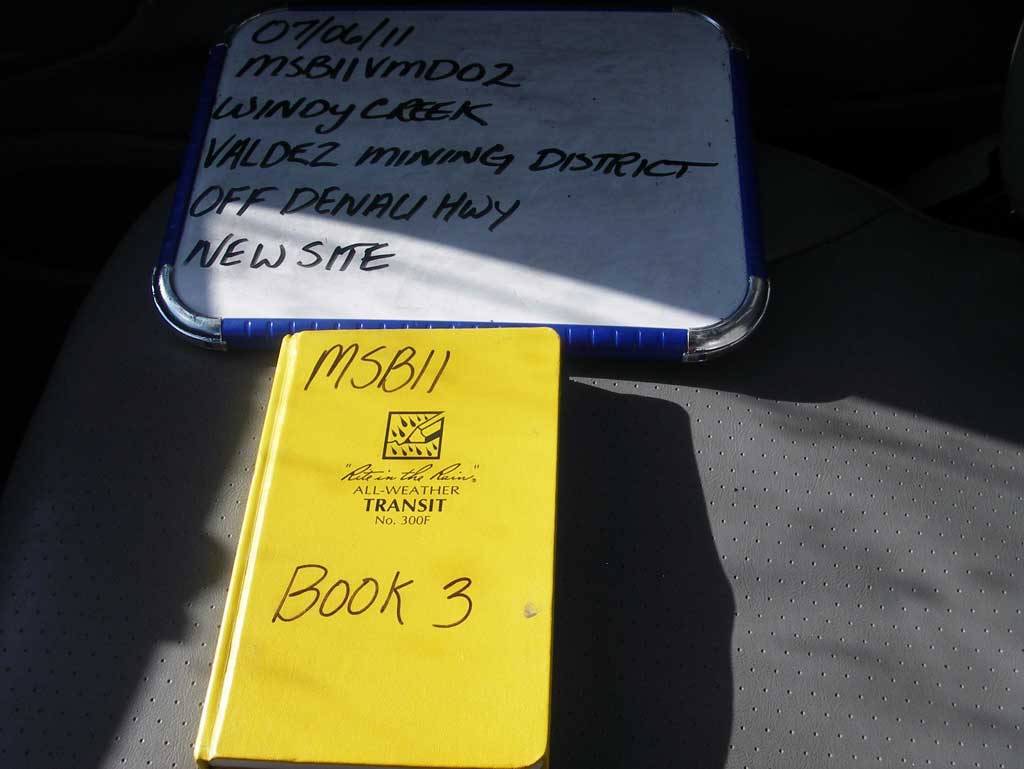 07/06/11
MSB11VMD02
WINDY CREEK
VALDEZ MINING DISTRICT
OFF DENALI HWY
NEW SITE
MSB11
"Rite in the Rain"®
ALL-WEATHER
TRANSIT
No. 300F
BOOK 3